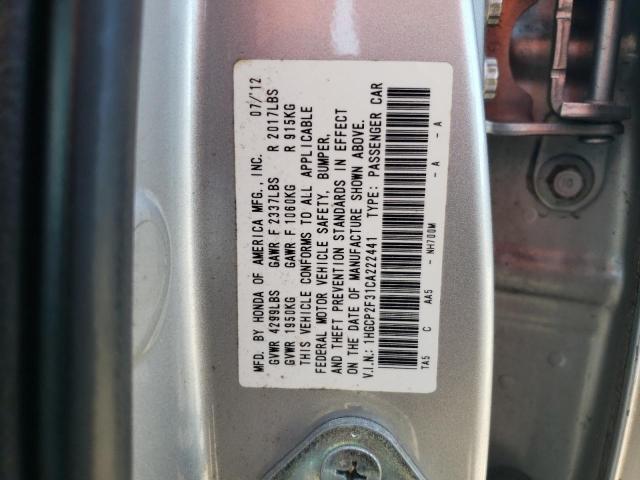 MFD. BY HONDA OF AMERICA MFG., INC. 07/'12
GVWR 4299LBS GAWR F 2337LBS R 2017LBS
GVWR 1950KG GAWR F 1060KG R 915KG
THIS VEHICLE CONFORMS TO ALL APPLICABLE
FEDERAL MOTOR VEHICLE SAFETY, BUMPER,
AND THEFT PREVENTION STANDARDS IN EFFECT
ON THE DATE OF MANUFACTURE SHOWN ABOVE.
V.I.N.: 1HGCP2F31CA222441 TYPE: PASSENGER CAR
TA5 C AA5 - NH700M - A - A